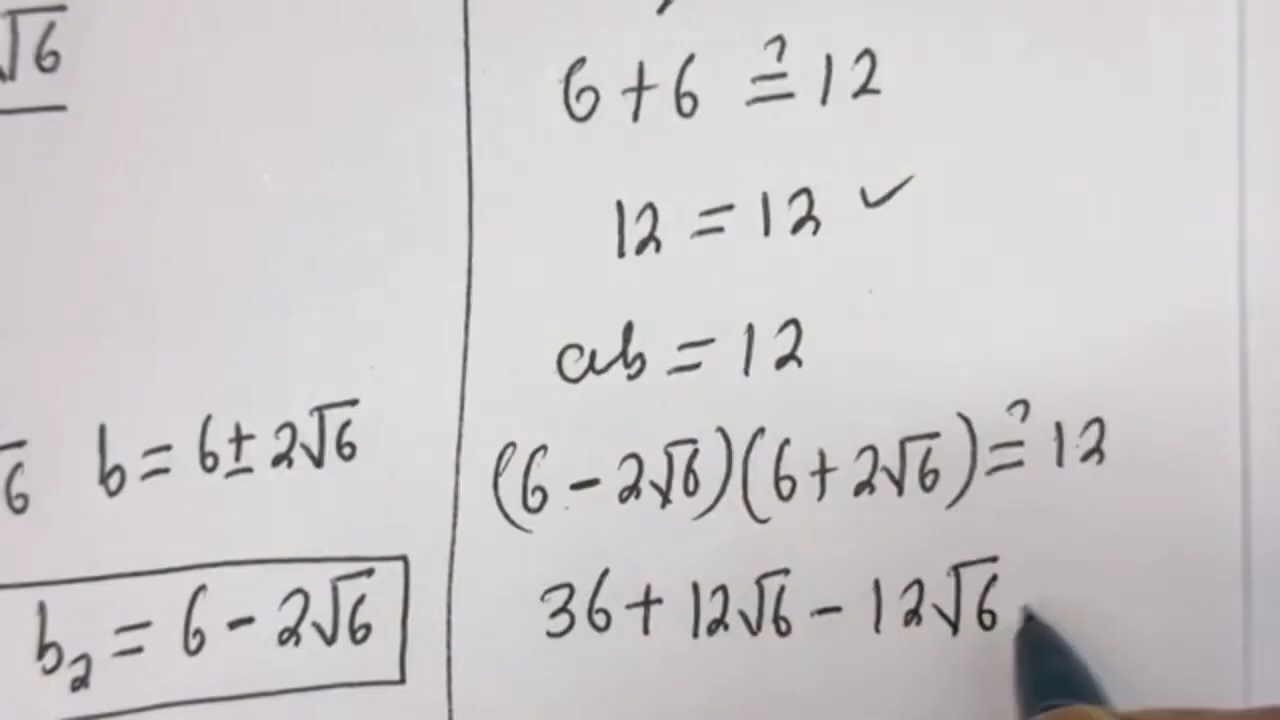 √6
b = 6 ± 2√6
b₂ = 6 - 2√6
6 + 6 ≟ 12
12 = 12 ✓
ab = 12
(6 - 2√6)(6 + 2√6) ≟ 12
36 + 12√6 - 12√6